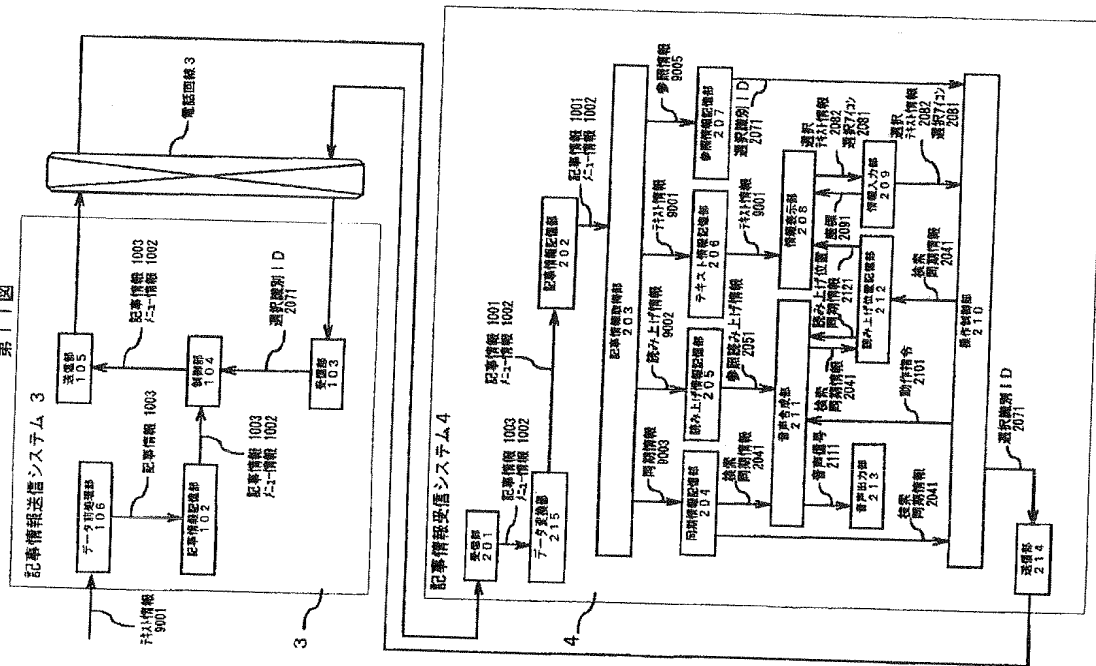 第11図
記事情報送信システム 3
テキスト情報
9001
データ前処理部
106
記事情報 1003
記事情報記憶部
102
記事情報 1003
メニュー情報 1002
制御部
104
記事情報 1003
メニュー情報 1002
送信部
105
選択識別ID
2071
受信部
103
3
電話回線 3
記事情報受信システム 4
4
受信部
201
記事情報 1003
メニュー情報 1002
データ変換部
215
記事情報 1001
メニュー情報 1002
記事情報記憶部
202
記事情報 1001
メニュー情報 1002
記事情報取得部
203
同期情報
9003
読み上げ情報
9002
テキスト情報
9001
参照情報
9005
同期情報記憶部
204
読み上げ情報記憶部
205
テキスト情報記憶部
206
参照情報記憶部
207
検索
同期情報
2041
参照読み上げ情報
2051
テキスト情報
9001
選択識別ID
2071
音声合成部
211
情報表示部
208
選択
テキスト情報
2082
選択アイコン
2081
座標
2091
情報入力部
209
音声信号
2111
検索
同期情報
2041
読み上げ位置
同期情報
2121
読み上げ位置記憶部
212
音声出力部
213
動作指令
2101
検索
同期情報
2041
選択
テキスト情報
2082
選択アイコン
2081
検索
同期情報
2041
操作制御部
210
選択識別ID
2071
送信部
214